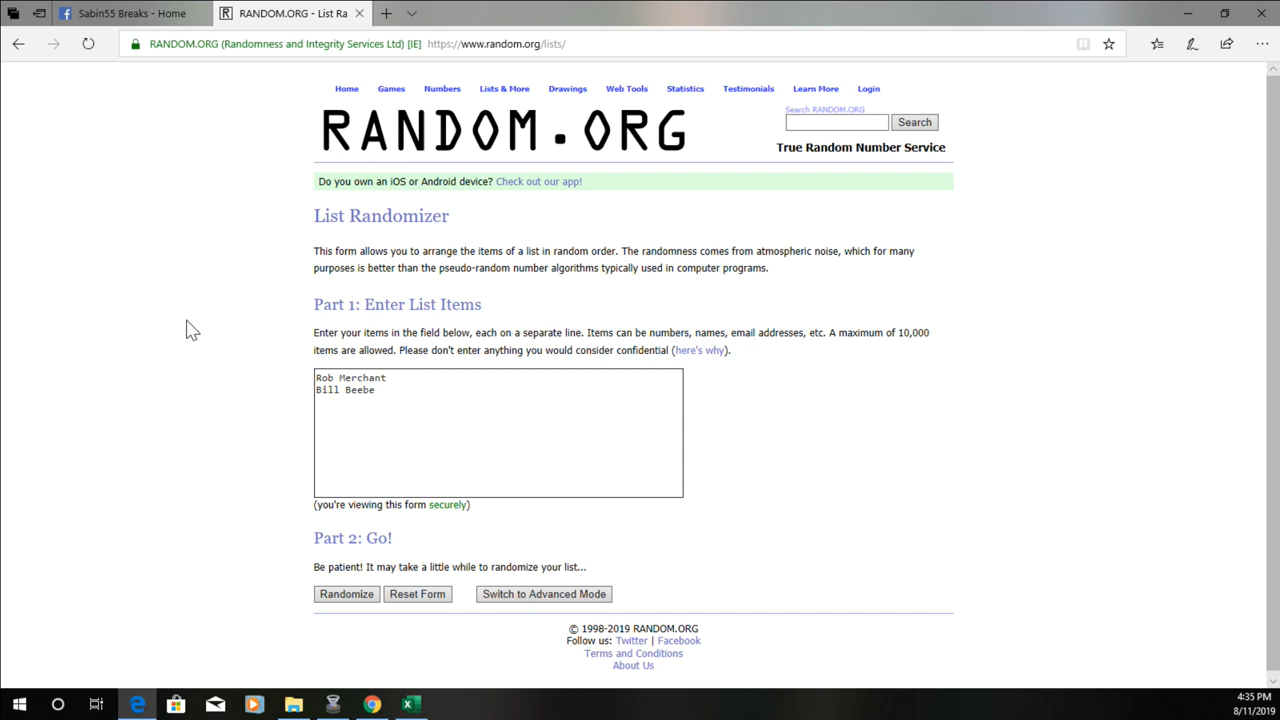 Sabin55 Breaks - Home
RANDOM.ORG - List Ra
RANDOM.ORG (Randomness and Integrity Services Ltd) [IE] https://www.random.org/lists/
Home Games Numbers Lists & More Drawings Web Tools Statistics Testimonials Learn More Login
RANDOM.ORG
Search RANDOM.ORG
Search
True Random Number Service
Do you own an iOS or Android device? Check out our app!
List Randomizer
This form allows you to arrange the items of a list in random order. The randomness comes from atmospheric noise, which for many
purposes is better than the pseudo-random number algorithms typically used in computer programs.
Part 1: Enter List Items
Enter your items in the field below, each on a separate line. Items can be numbers, names, email addresses, etc. A maximum of 10,000
items are allowed. Please don't enter anything you would consider confidential (here's why).
Rob Merchant
Bill Beebe
(you're viewing this form securely)
Part 2: Go!
Be patient! It may take a little while to randomize your list...
Randomize Reset Form Switch to Advanced Mode
© 1998-2019 RANDOM.ORG
Follow us: Twitter | Facebook
Terms and Conditions
About Us
4:35 PM
8/11/2019